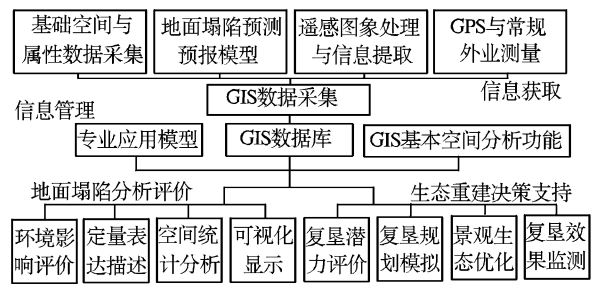 基础空间与
属性数据采集
地面塌陷预测
预报模型
遥感图象处理
与信息提取
GPS与常规
外业测量
GIS数据采集
信息获取
信息管理
专业应用模型
GIS数据库
GIS基本空间分析功能
地面塌陷分析评价
生态重建决策支持
环境影
响评价
定量表
达描述
空间统
计分析
可视化
显示
复垦潜
力评价
复垦规
划模拟
景观生
态优化
复垦效
果监测